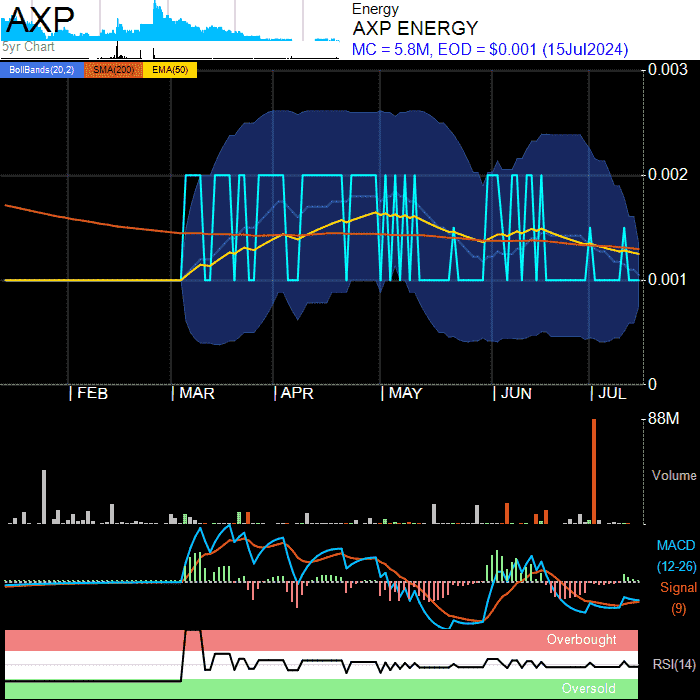 AXP
5yr Chart
Energy
AXP ENERGY
MC = 5.8M, EOD = $0.001 (15Jul2024)
BollBands(20,2) SMA(200) EMA(50)
0.003
0.002
0.001
0
FEB MAR APR MAY JUN JUL
88M
Volume
MACD
(12-26)
Signal
(9)
Overbought
RSI(14)
Oversold